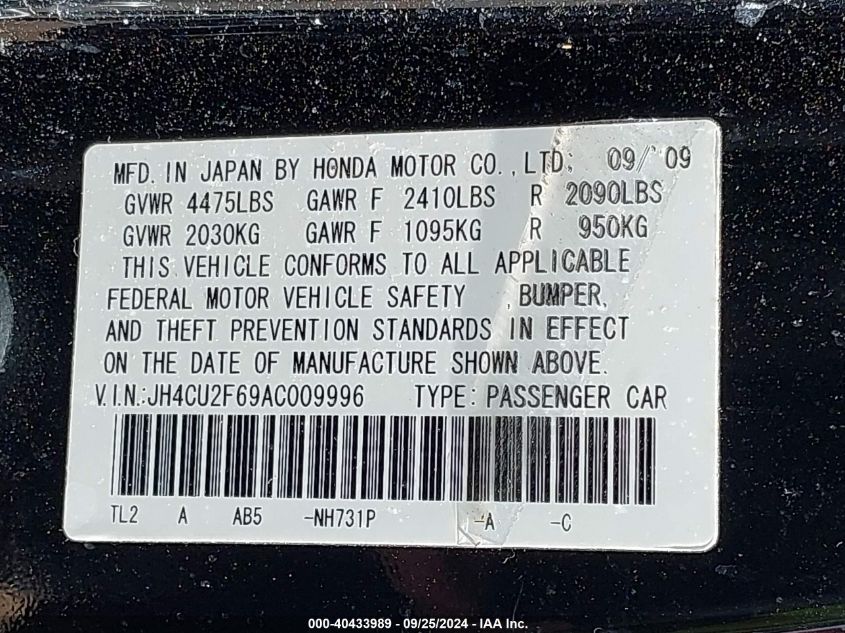 MFD. IN JAPAN BY HONDA MOTOR CO.,LTD. 09/09
GVWR 4475LBS GAWR F 2410LBS R 2090LBS
GVWR 2030KG GAWR F 1095KG R 950KG
THIS VEHICLE CONFORMS TO ALL APPLICABLE
FEDERAL MOTOR VEHICLE SAFETY , BUMPER,
AND THEFT PREVENTION STANDARDS IN EFFECT
ON THE DATE OF MANUFACTURE SHOWN ABOVE.
V.I.N.:JH4CU2F69AC009996 TYPE: PASSENGER CAR
TL2 A AB5 -NH731P -A -C
000-40433989 - 09/25/2024 - IAA Inc.